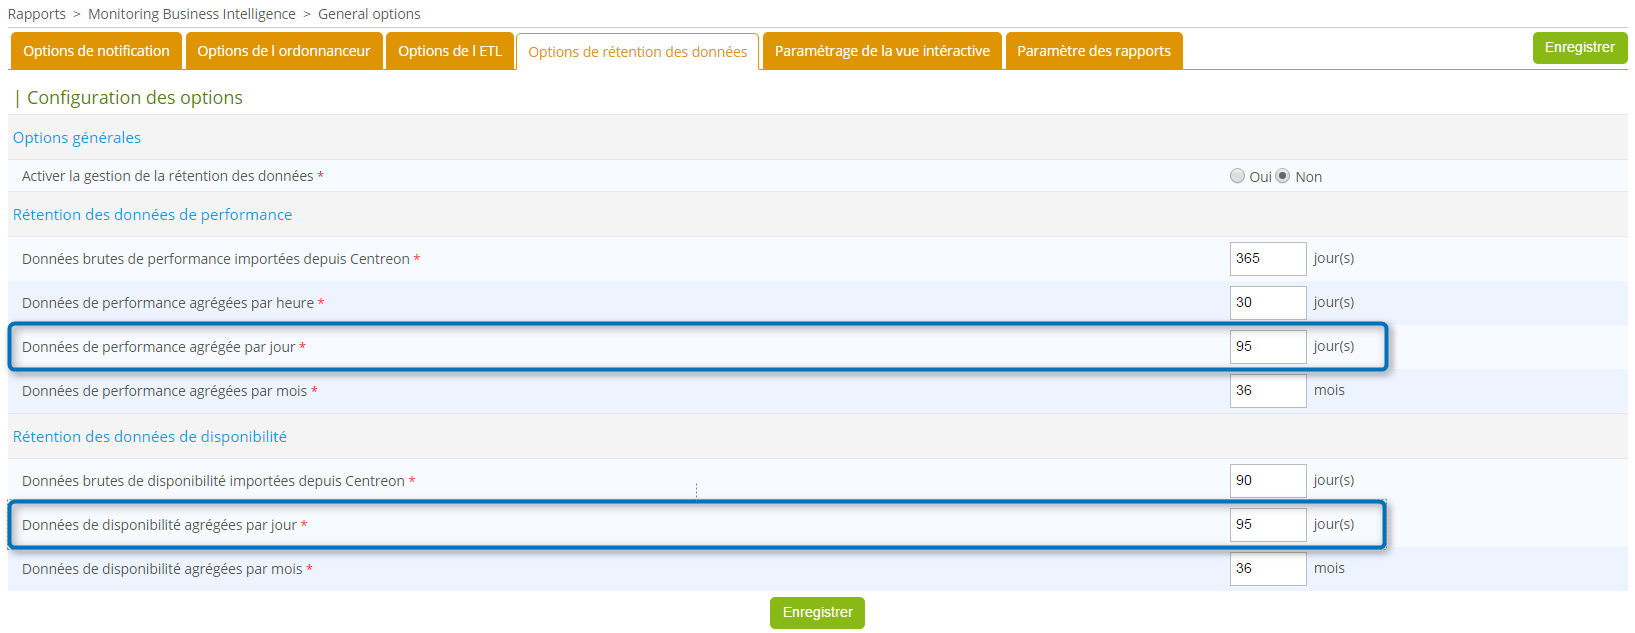 Rapports > Monitoring Business Intelligence > General options
Options de notification Options de l ordonnanceur Options de l ETL Options de rétention des données Paramétrage de la vue intéractive Paramètre des rapports Enregistrer
| Configuration des options
Options générales
Activer la gestion de la rétention des données * Oui Non
Rétention des données de performance
Données brutes de performance importées depuis Centreon * 365 jour(s)
Données de performance agrégées par heure * 30 jour(s)
Données de performance agrégée par jour * 95 jour(s)
Données de performance agrégées par mois * 36 mois
Rétention des données de disponibilité
Données brutes de disponibilité importées depuis Centreon * 90 jour(s)
Données de disponibilité agrégées par jour * 95 jour(s)
Données de disponibilité agrégées par mois * 36 mois
Enregistrer